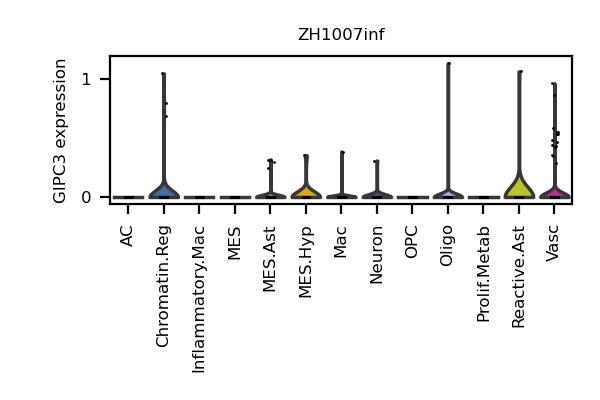 ZH1007inf
GIPC3 expression
1
0
AC
Chromatin.Reg
Inflammatory.Mac
MES
MES.Ast
MES.Hyp
Mac
Neuron
OPC
Oligo
Prolif.Metab
Reactive.Ast
Vasc